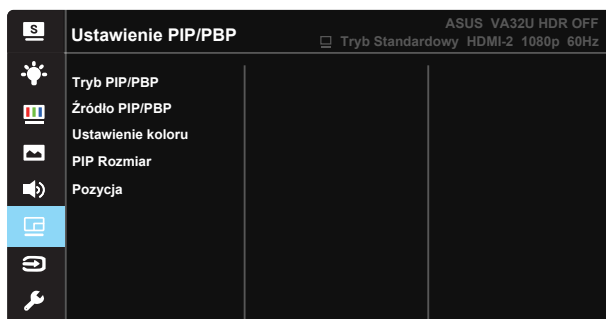 S
Ustawienie PIP/PBP
ASUS VA32U HDR OFF
Tryb Standardowy HDMI-2 1080p 60Hz
Tryb PIP/PBP
Źródło PIP/PBP
Ustawienie koloru
PIP Rozmiar
Pozycja